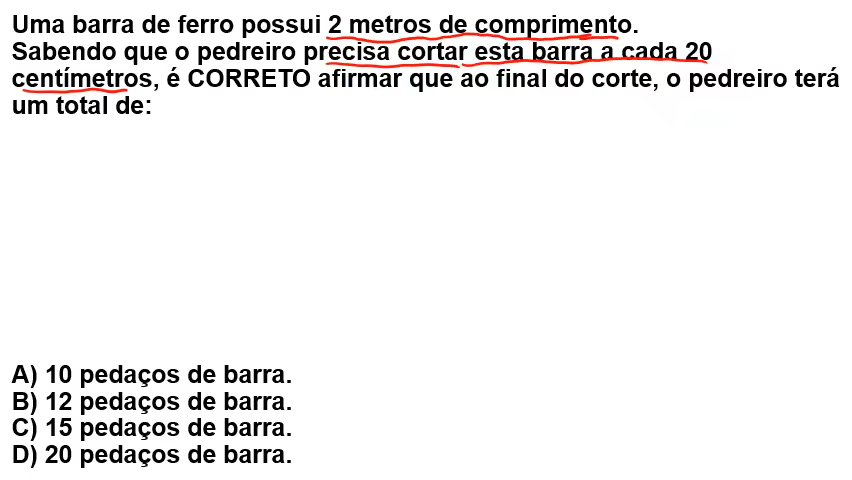 Uma barra de ferro possui 2 metros de comprimento.
Sabendo que o pedreiro precisa cortar esta barra a cada 20
centímetros, é CORRETO afirmar que ao final do corte, o pedreiro terá
um total de:
A) 10 pedaços de barra.
B) 12 pedaços de barra.
C) 15 pedaços de barra.
D) 20 pedaços de barra.